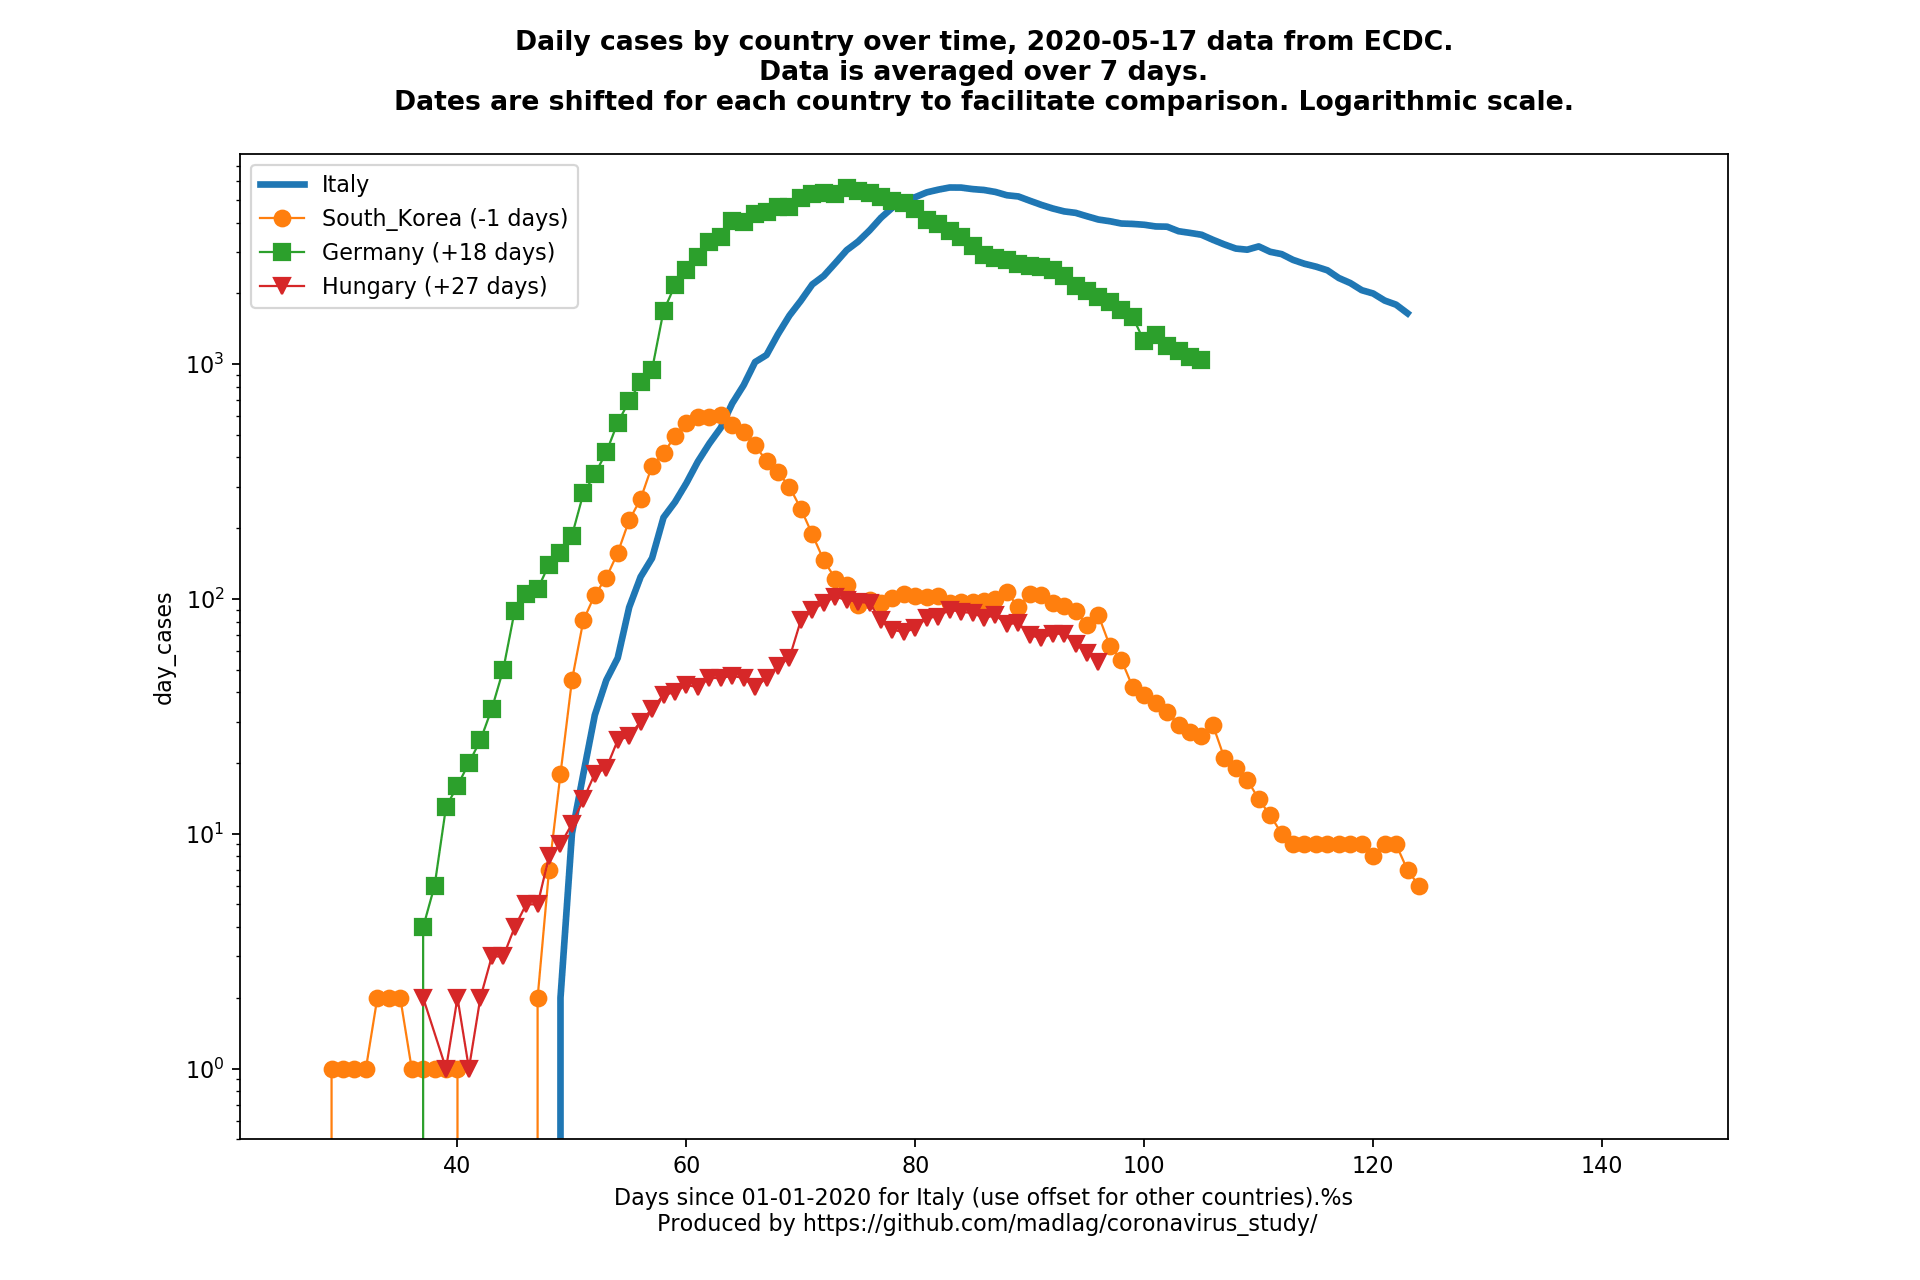 Daily cases by country over time, 2020-05-17 data from ECDC.
Data is averaged over 7 days.
Dates are shifted for each country to facilitate comparison. Logarithmic scale.
Italy
South_Korea (-1 days)
Germany (+18 days)
Hungary (+27 days)
day_cases
10³
10²
10¹
10⁰
40 60 80 100 120 140
Days since 01-01-2020 for Italy (use offset for other countries).%s
Produced by https://github.com/madlag/coronavirus_study/